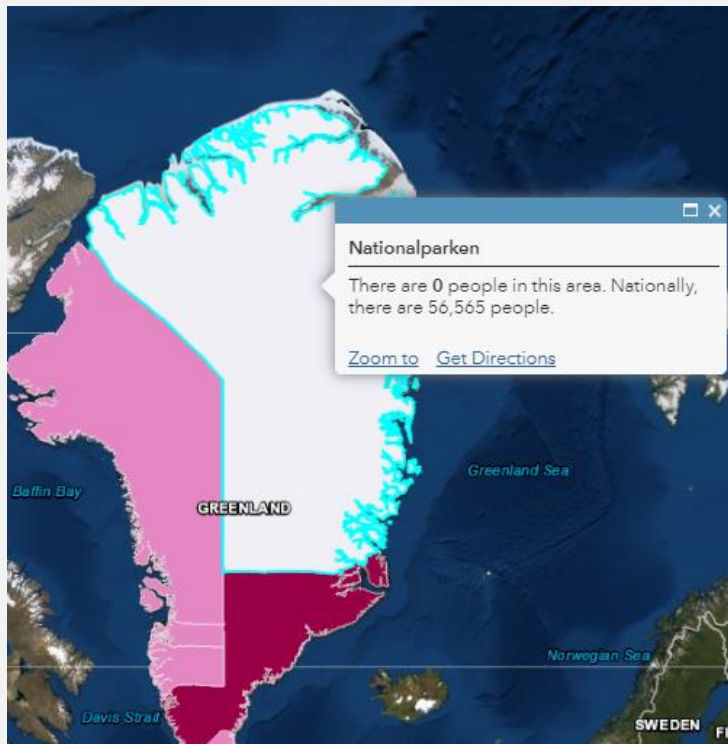 Nationalparken
There are 0 people in this area. Nationally,
there are 56,565 people.
Zoom to Get Directions
Baffin Bay
Greenland Sea
GREENLAND
Norwegian Sea
Davis Strait
SWEDEN